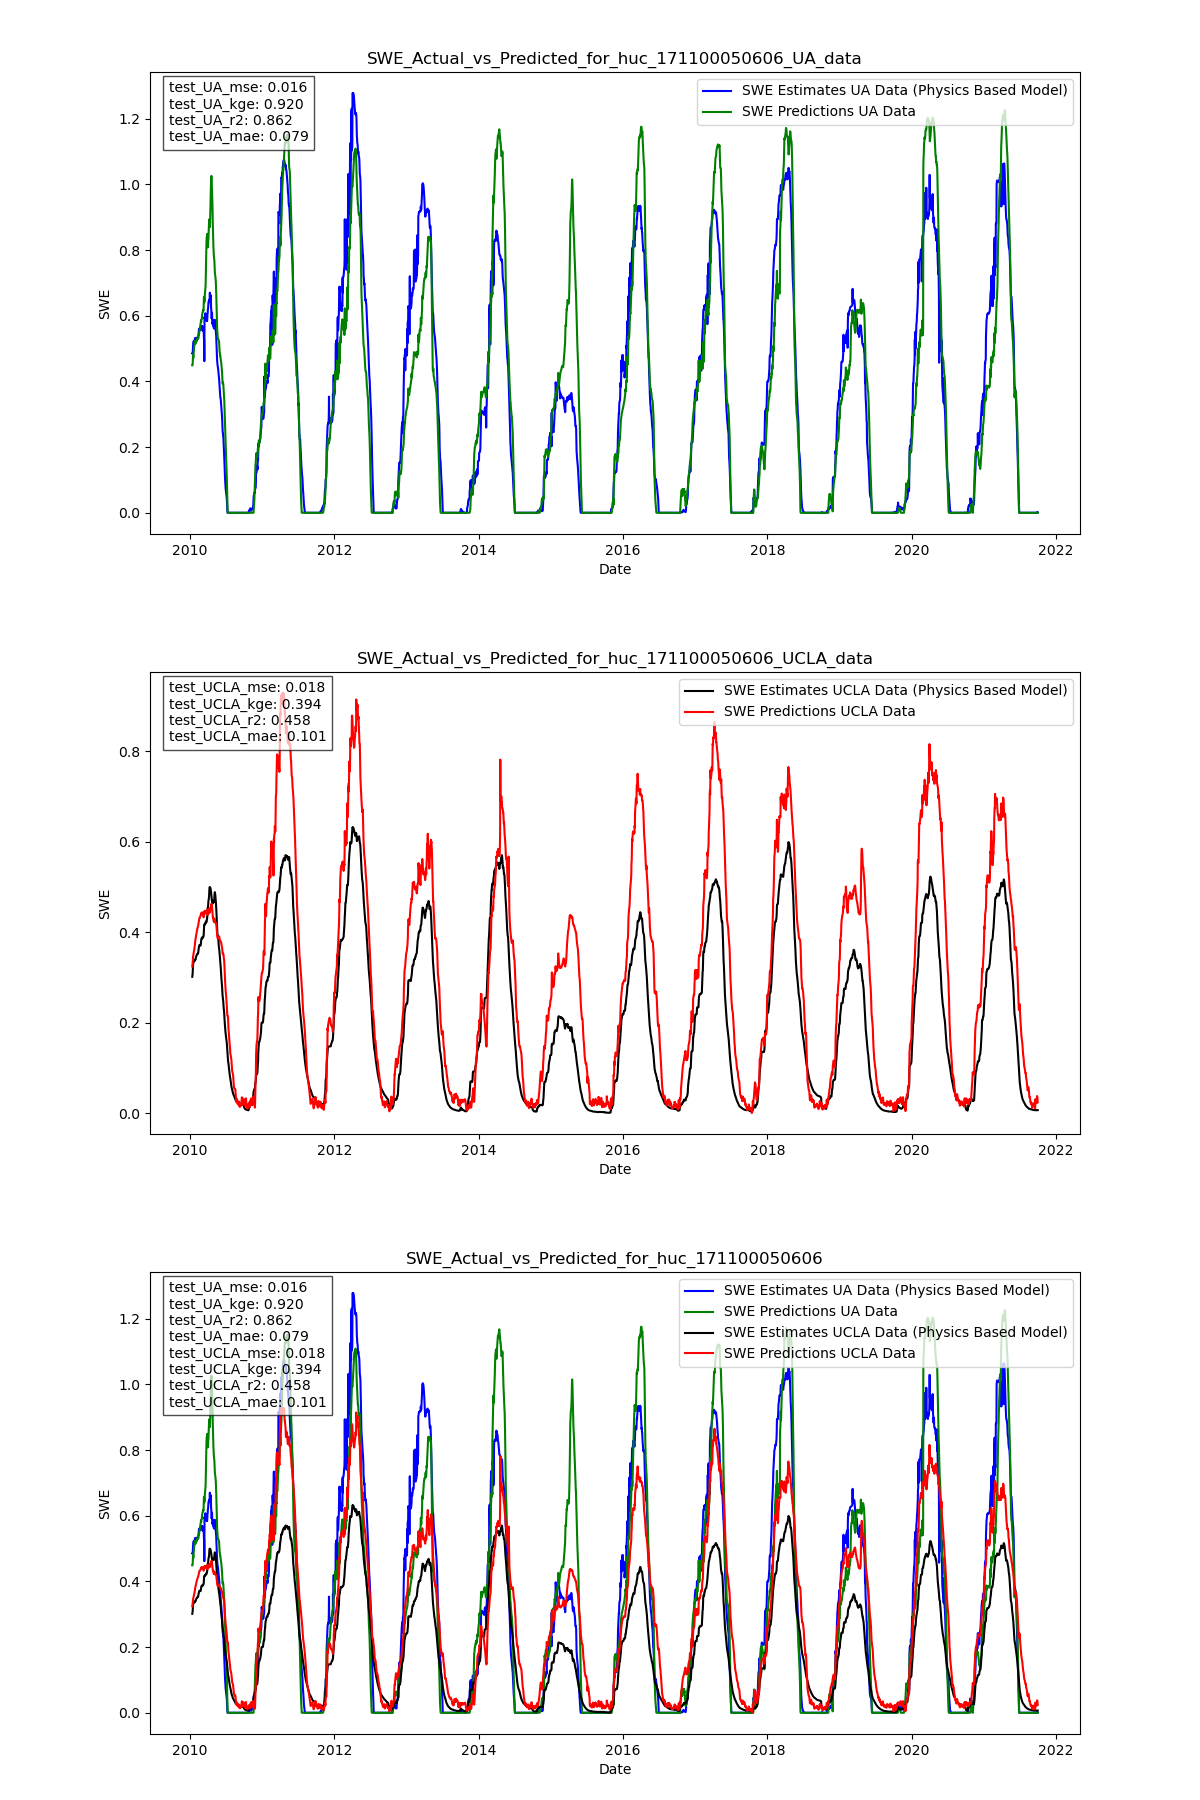 SWE_Actual_vs_Predicted_for_huc_171100050606_UA_data
test_UA_mse: 0.016
test_UA_kge: 0.920
test_UA_r2: 0.862
test_UA_mae: 0.079
SWE Estimates UA Data (Physics Based Model)
SWE Predictions UA Data
1.2
1.0
0.8
0.6
0.4
0.2
0.0
SWE
2010 2012 2014 2016 2018 2020 2022
Date
SWE_Actual_vs_Predicted_for_huc_171100050606_UCLA_data
test_UCLA_mse: 0.018
test_UCLA_kge: 0.394
test_UCLA_r2: 0.458
test_UCLA_mae: 0.101
SWE Estimates UCLA Data (Physics Based Model)
SWE Predictions UCLA Data
0.8
0.6
0.4
0.2
0.0
SWE
2010 2012 2014 2016 2018 2020 2022
Date
SWE_Actual_vs_Predicted_for_huc_171100050606
test_UA_mse: 0.016
test_UA_kge: 0.920
test_UA_r2: 0.862
test_UA_mae: 0.079
test_UCLA_mse: 0.018
test_UCLA_kge: 0.394
test_UCLA_r2: 0.458
test_UCLA_mae: 0.101
SWE Estimates UA Data (Physics Based Model)
SWE Predictions UA Data
SWE Estimates UCLA Data (Physics Based Model)
SWE Predictions UCLA Data
1.2
1.0
0.8
0.6
0.4
0.2
0.0
SWE
2010 2012 2014 2016 2018 2020 2022
Date